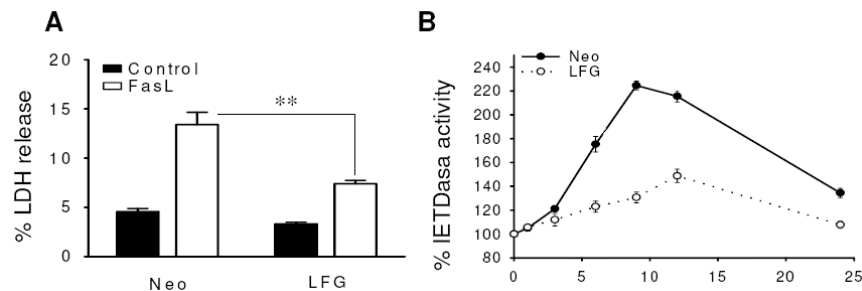 A
% LDH release
20
15
10
5
0
Control
FasL
**
Neo
LFG
B
% IETDasa activity
240
220
200
180
160
140
120
100
80
Neo
LFG
0 5 10 15 20 25